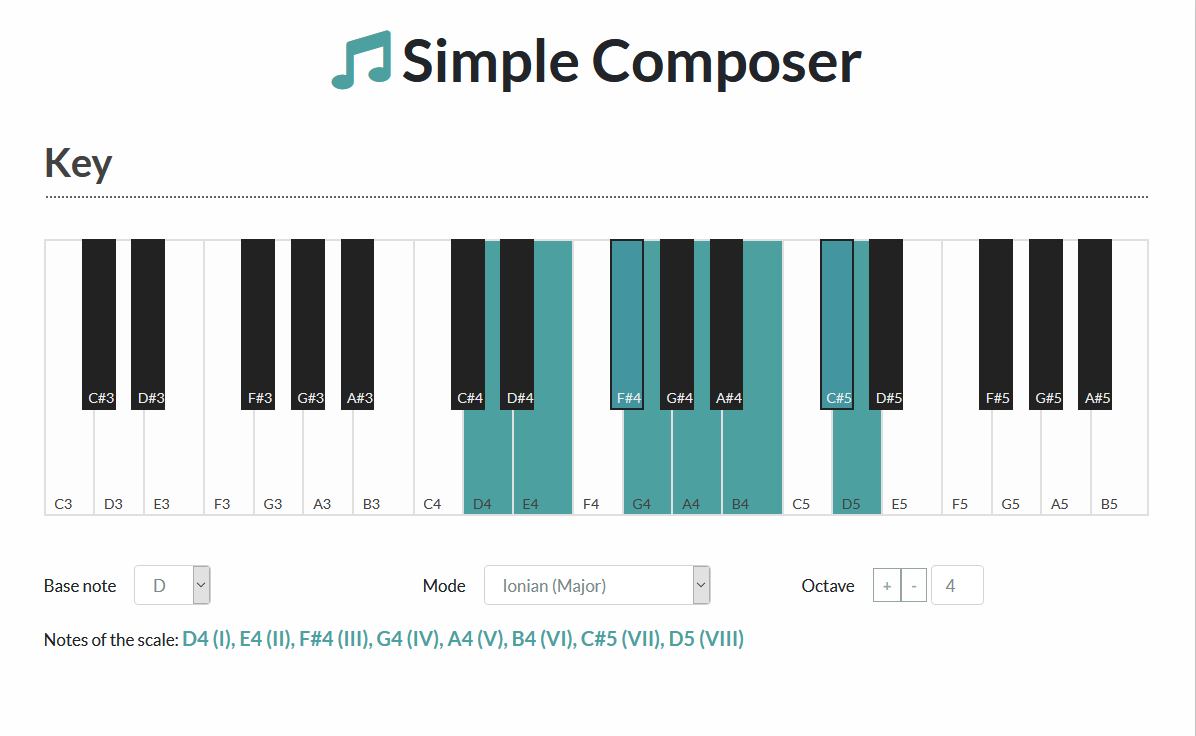 Simple Composer
Key
C#3 D#3 F#3 G#3 A#3 C#4 D#4 F#4 G#4 A#4 C#5 D#5 F#5 G#5 A#5
C3 D3 E3 F3 G3 A3 B3 C4 D4 E4 F4 G4 A4 B4 C5 D5 E5 F5 G5 A5 B5
Base note D Mode Ionian (Major) Octave + - 4
Notes of the scale: D4 (I), E4 (II), F#4 (III), G4 (IV), A4 (V), B4 (VI), C#5 (VII), D5 (VIII)